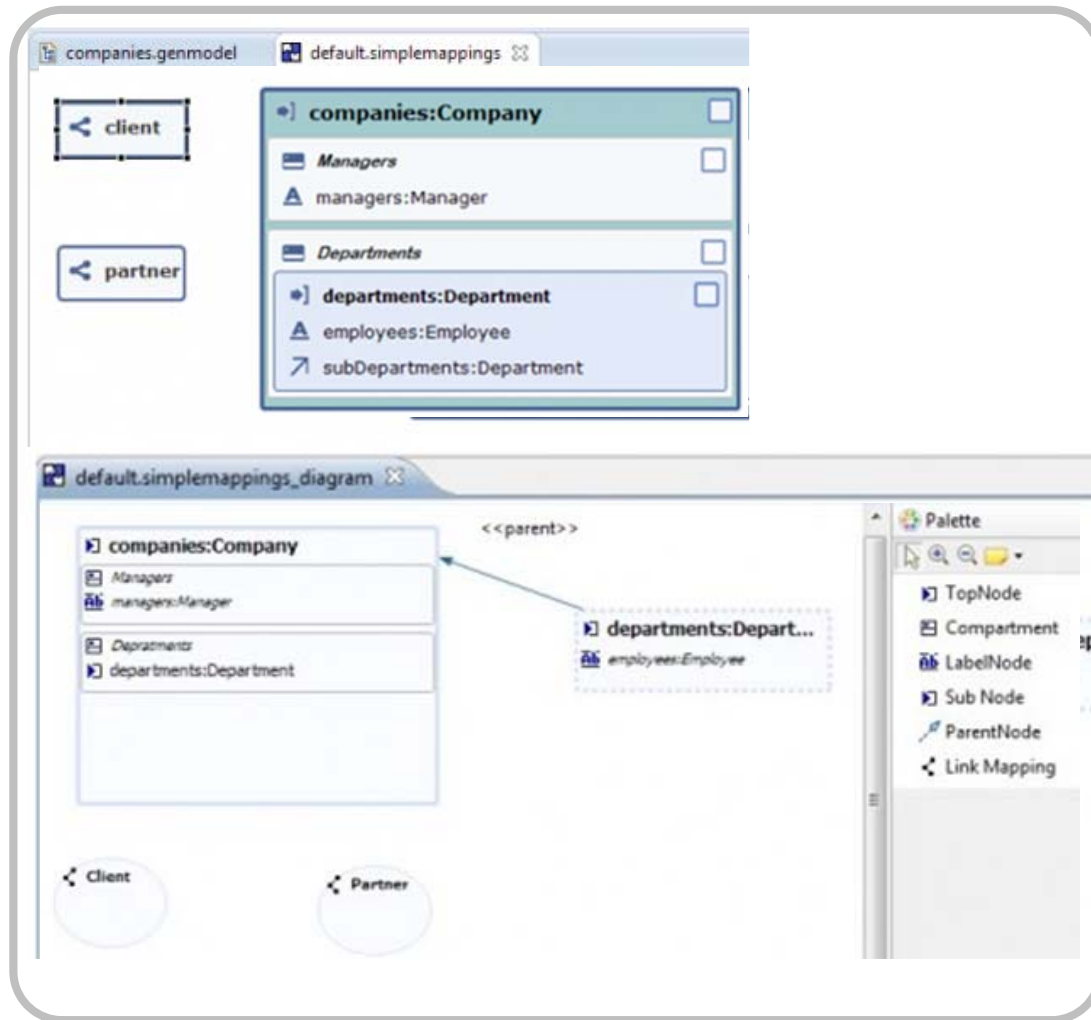 companies.genmodel
default.simplemappings
client
companies:Company
Managers
managers:Manager
partner
Departments
departments:Department
employees:Employee
subDepartments:Department
default.simplemappings_diagram
<<parent>>
companies:Company
Managers
managers:Manager
Depratments
departments:Department
departments:Depart...
employees:Employee
Client
Partner
Palette
TopNode
Compartment
LabelNode
Sub Node
ParentNode
Link Mapping